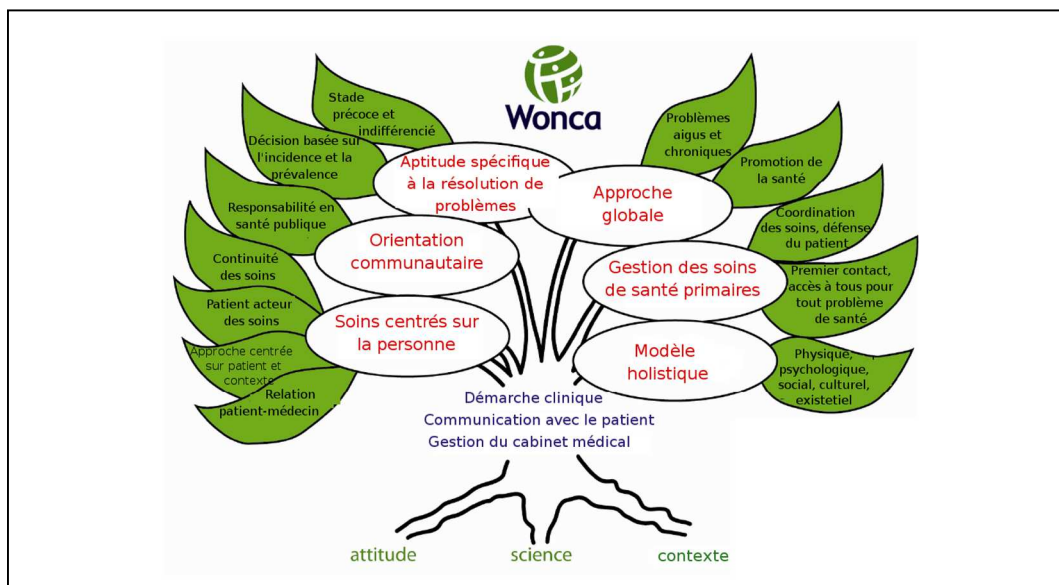 Wonca
Stade
précoce et
indifférencié
Décision basée sur
l'incidence et la
prévalence
Responsabilité en
santé publique
Continuité
des soins
Patient acteur
des soins
Approche centrée
sur patient et
contexte
Relation
patient-médecin
Aptitude spécifique
à la résolution de
problèmes
Orientation
communautaire
Soins centrés sur
la personne
Approche
globale
Gestion des soins
de santé primaires
Modèle
holistique
Problèmes
aigus et
chroniques
Promotion de
la santé
Coordination
des soins, défense
du patient
Premier contact,
accès à tous pour
tout problème
de santé
Physique,
psychologique,
social, culturel,
existetiel
Démarche clinique
Communication avec le patient
Gestion du cabinet médical
attitude
science
contexte